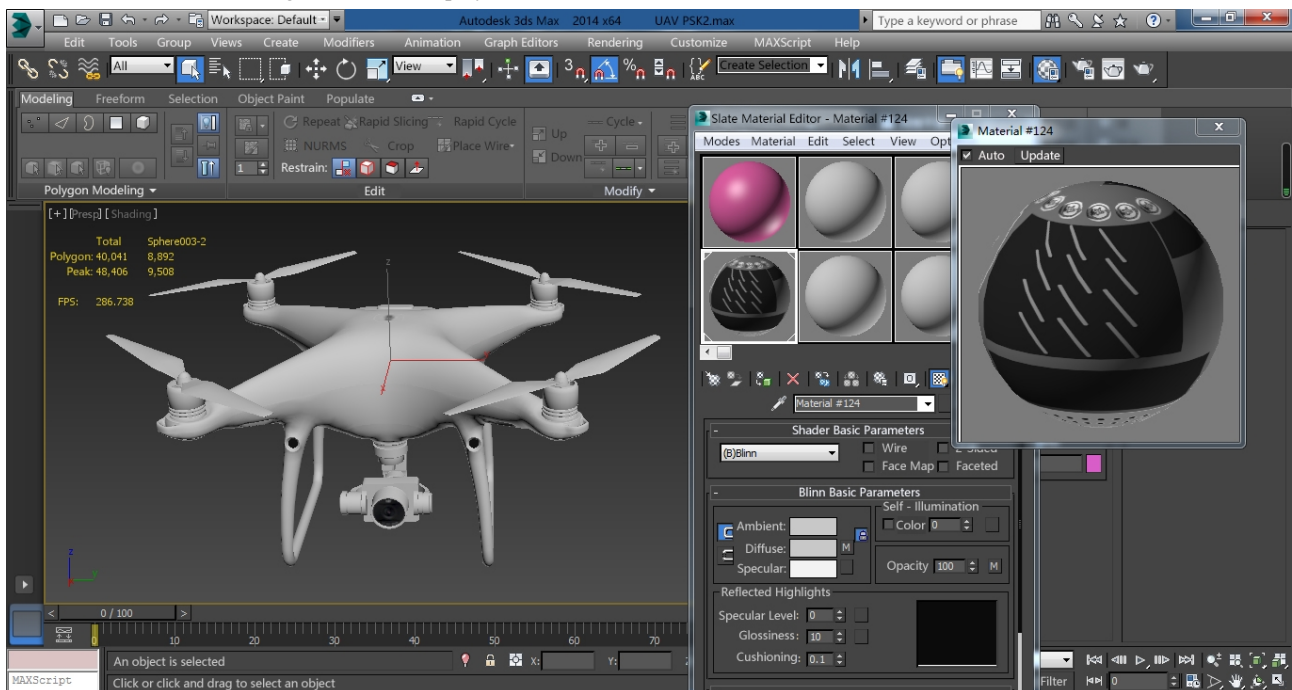 Workspace: Default
Autodesk 3ds Max 2014 x64 UAV PSK2.max
Type a keyword or phrase
Edit Tools Group Views Create Modifiers Animation Graph Editors Rendering Customize MAXScript Help
All
View
3
%
ABC
Create Selection
Modeling Freeform Selection Object Paint Populate
Repeat Rapid Slicing Rapid Cycle
NURMS Crop Place Wire
1 Restrain:
Up
Down
Cycle
Polygon Modeling
Edit
Modify
[+] [Presp] [Shading]
Total Sphere003-2
Polygon: 40,041 8,892
Peak: 48,406 9,508
FPS: 286.738
z
x
z
y
Slate Material Editor - Material #124
Modes Material Edit Select View Opt
Material #124
Auto Update
Material #124
- Shader Basic Parameters
(B)Blinn
Wire
Face Map Faceted
- Blinn Basic Parameters
Ambient:
Diffuse: M
Specular:
Self - Illumination
Color 0
Opacity 100 M
Reflected Highlights
Specular Level: 0
Glossiness: 10
Cushioning: 0.1
< 0 / 100 >
0 10 20 30 40 50 60 70
An object is selected
X: Y:
MAXScript
Click or click and drag to select an object
Filter 0